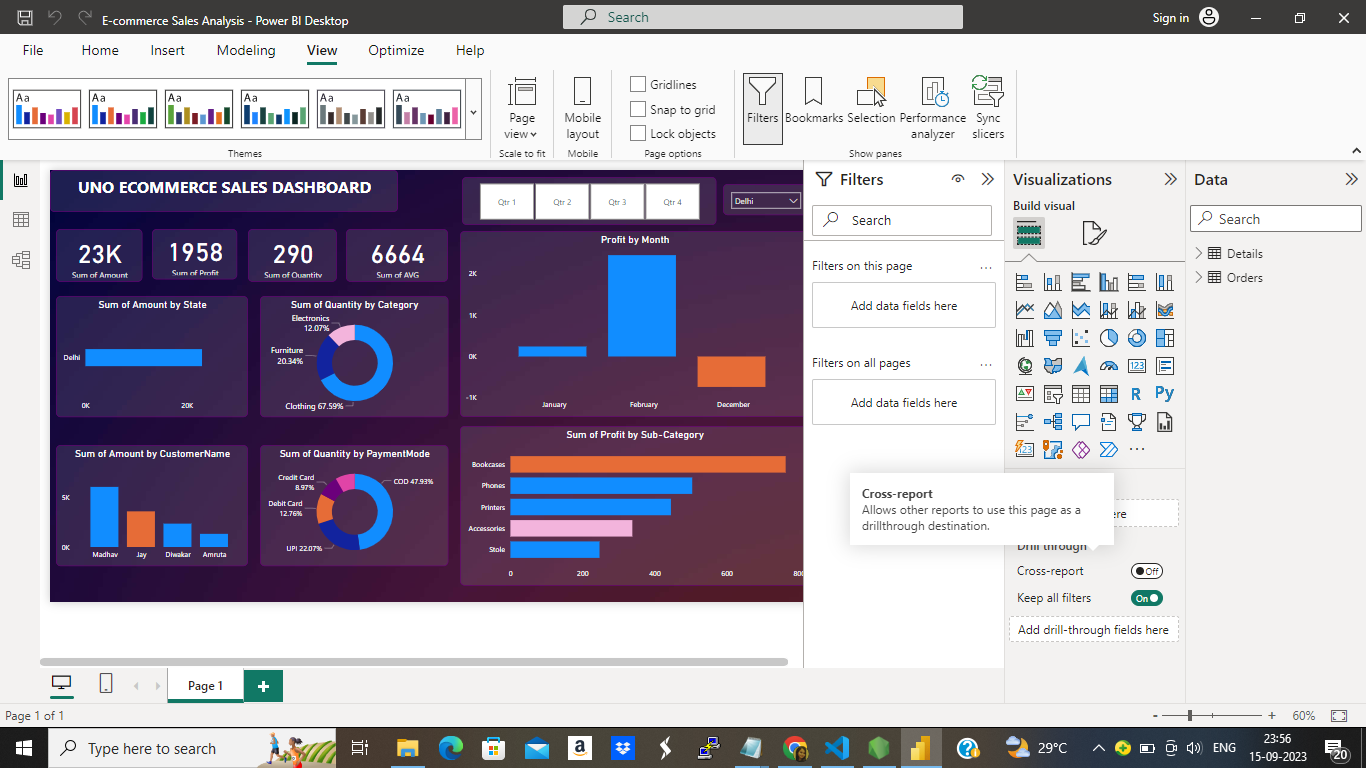 E-commerce Sales Analysis - Power BI Desktop
Search
Sign in
File Home Insert Modeling View Optimize Help
Aa Aa Aa Aa Aa Aa
Page view
Mobile layout
Gridlines
Snap to grid
Lock objects
Filters
Bookmarks
Selection
Performance analyzer
Sync slicers
Themes
Scale to fit
Mobile
Page options
Show panes
UNO ECOMMERCE SALES DASHBOARD
Qtr 1 Qtr 2 Qtr 3 Qtr 4
Delhi
23K
Sum of Amount
1958
Sum of Profit
290
Sum of Quantity
6664
Sum of AVG
Sum of Amount by State
Delhi
0K 20K
Sum of Quantity by Category
Electronics
12.07%
Furniture
20.34%
Clothing 67.59%
Profit by Month
2K
1K
0K
-1K
January February December
Sum of Amount by CustomerName
5K
0K
Madhav Jay Diwakar Amruta
Sum of Quantity by PaymentMode
Credit Card
8.97%
Debit Card
12.76%
UPI 22.07%
COD 47.93%
Sum of Profit by Sub-Category
Bookcases
Phones
Printers
Accessories
Stole
0 200 400 600 800
Filters
Search
Filters on this page ...
Add data fields here
Filters on all pages ...
Add data fields here
Visualizations
Build visual
123
R Py
123
...
Cross-report
Allows other reports to use this page as a
drillthrough destination.
Drill through
Cross-report Off
Keep all filters On
Add drill-through fields here
Data
Search
Details
Orders
Page 1
+
Page 1 of 1
- + 60%
Type here to search
a
29°C
ENG
23:56
15-09-2023
20